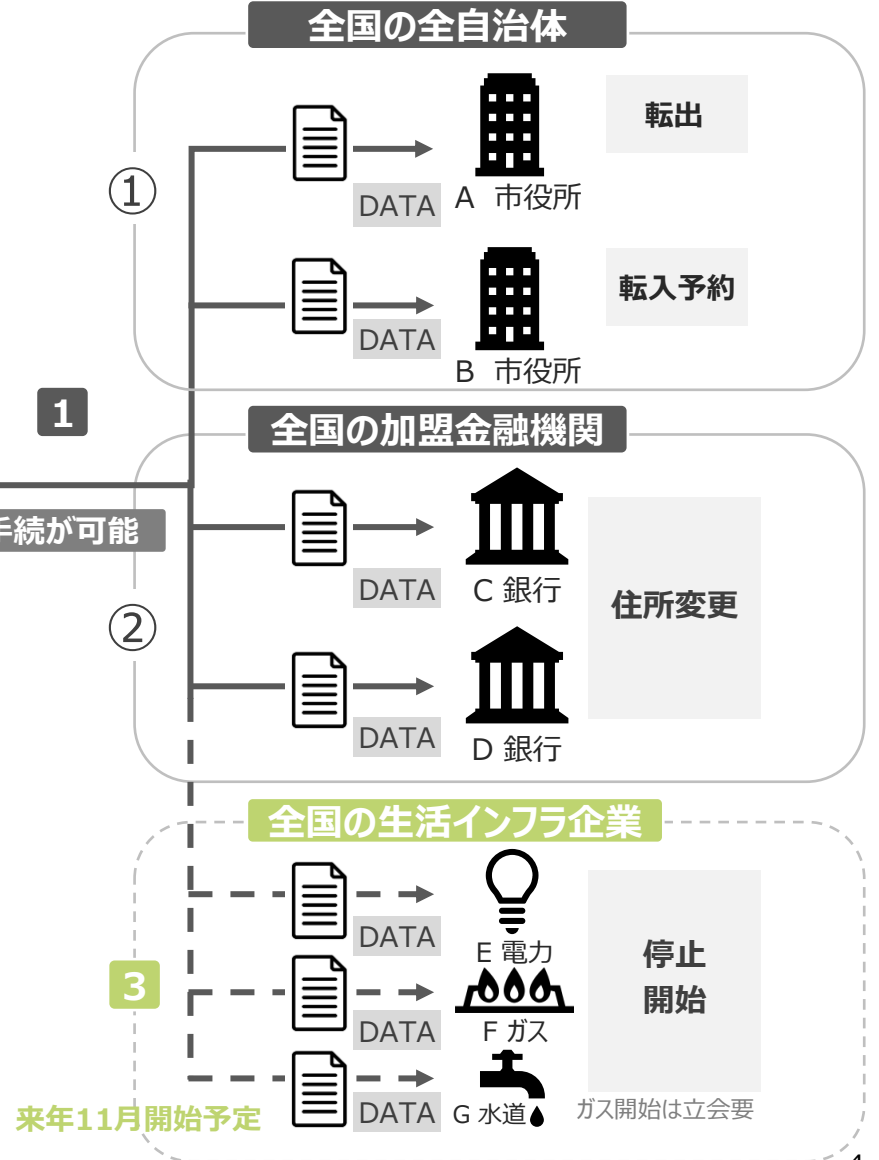 全国の全自治体
転出
①
DATA
A 市役所
転入予約
DATA
B 市役所
1
全国の加盟金融機関
手続が可能
DATA
C 銀行
住所変更
②
DATA
D 銀行
全国の生活インフラ企業
DATA
E 電力
停止
開始
3
DATA
F ガス
来年11月開始予定
DATA
G 水道
ガス開始は立会要